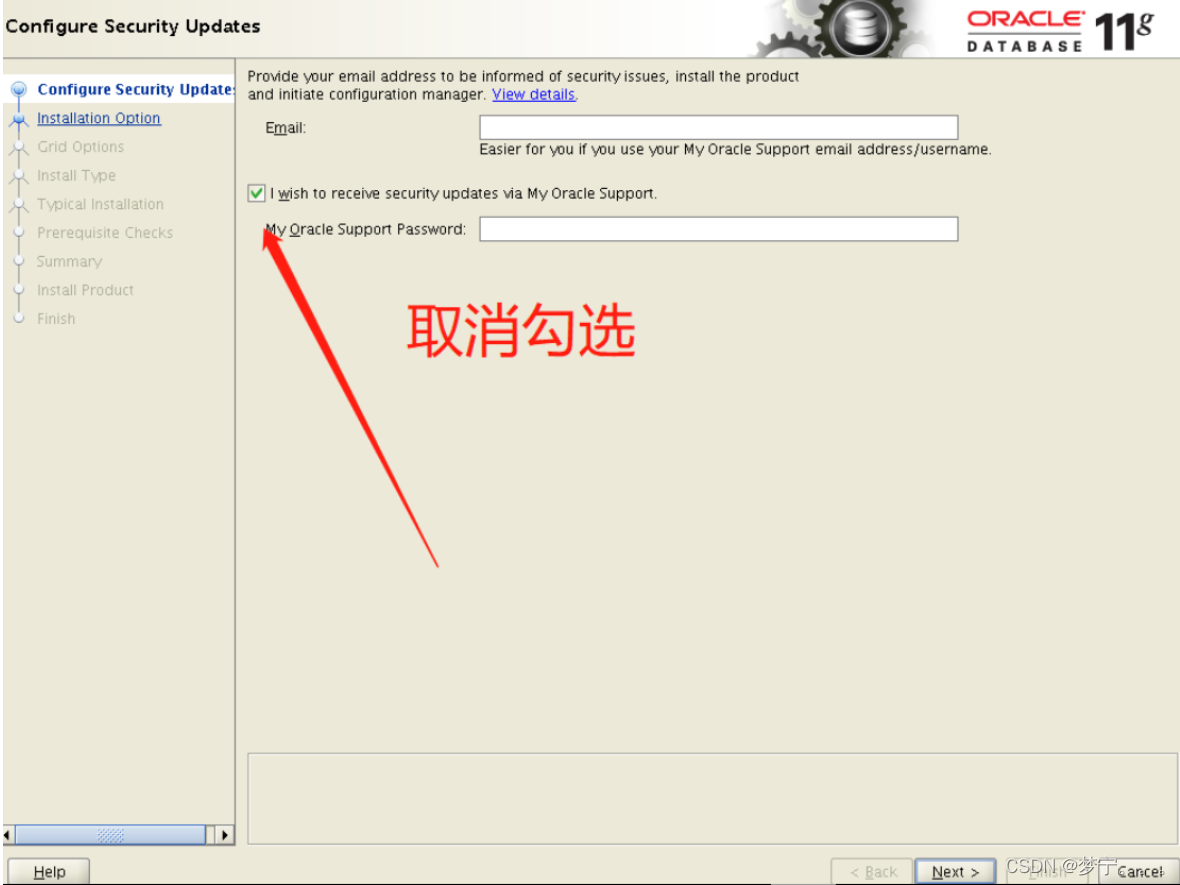 Configure Security Updates
ORACLE
DATABASE 11g
Configure Security Update
Installation Option
Grid Options
Install Type
Typical Installation
Prerequisite Checks
Summary
Install Product
Finish
Provide your email address to be informed of security issues, install the product
and initiate configuration manager. View details.
Email:
Easier for you if you use your My Oracle Support email address/username.
I wish to receive security updates via My Oracle Support.
My Oracle Support Password:
取消勾选
Help
< Back
Next >
Finish
Cancel
CSDN @梦宁